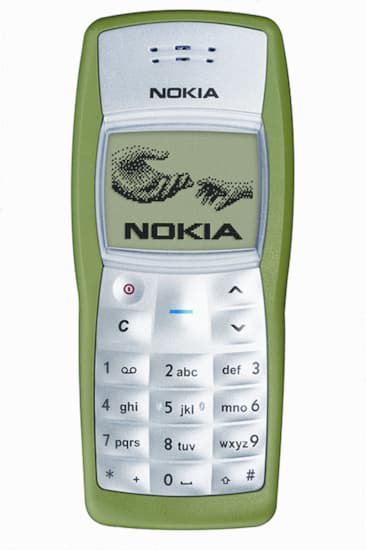 NOKIA
NOKIA
C
1 2 abc def 3
4 ghi 5 jkl mno 6
7 pqrs 8 tuv wxyz 9
* + 0 #